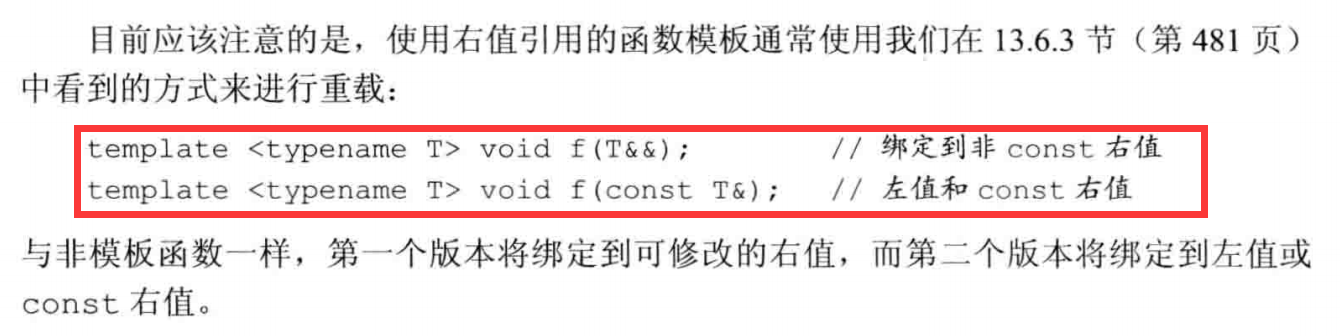 目前应该注意的是，使用右值引用的函数模板通常使用我们在 13.6.3 节（第 481 页）
中看到的方式来进行重载：
template <typename T> void f(T&&); // 绑定到非 const 右值
template <typename T> void f(const T&); // 左值和 const 右值
与非模板函数一样，第一个版本将绑定到可修改的右值，而第二个版本将绑定到左值或
const 右值。